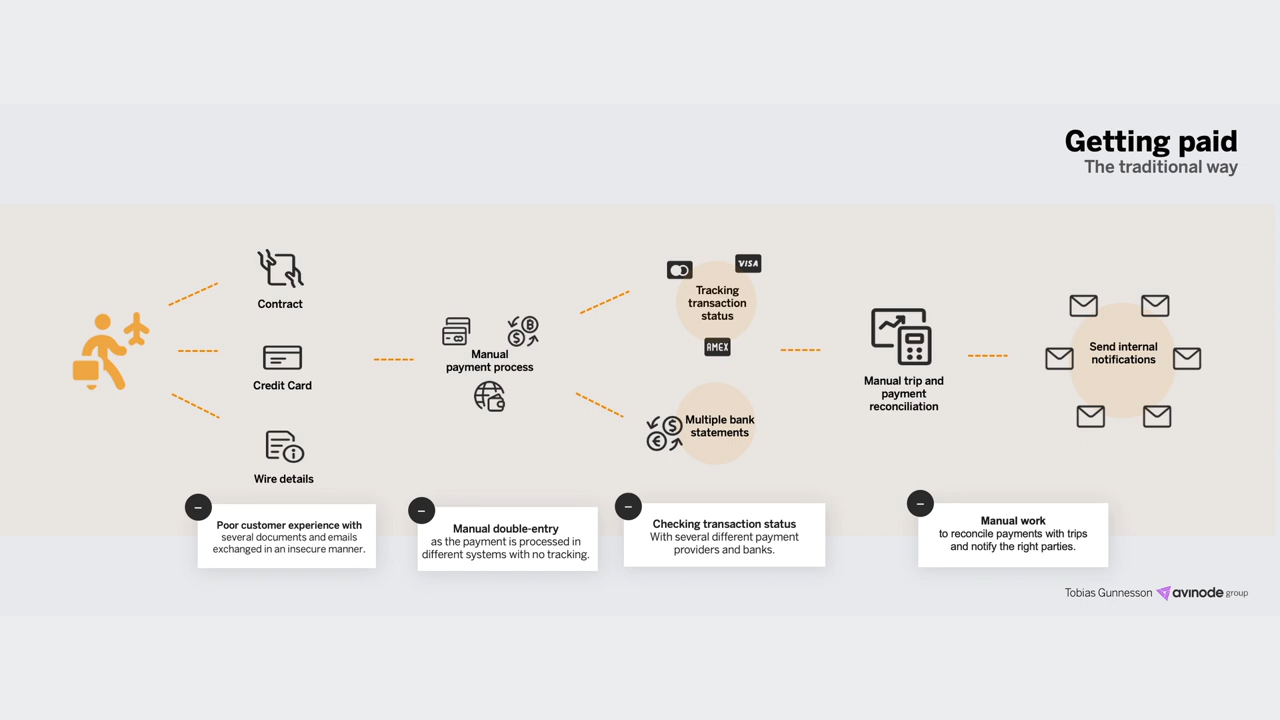 Getting paid
The traditional way
Contract
Credit Card
Wire details
Manual
payment process
VISA
Tracking
transaction
status
AMEX
Multiple bank
statements
Manual trip and
payment
reconciliation
Send internal
notifications
Poor customer experience with
several documents and emails
exchanged in an insecure manner.
Manual double-entry
as the payment is processed in
different systems with no tracking.
Checking transaction status
With several different payment
providers and banks.
Manual work
to reconcile payments with trips
and notify the right parties.
Tobias Gunnesson avinode group